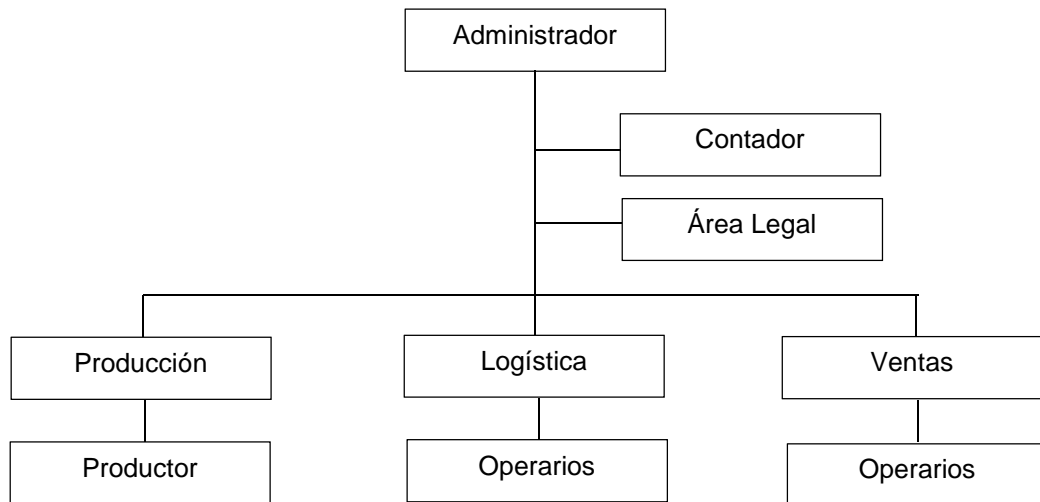 Administrador
Contador
Área Legal
Producción
Logística
Ventas
Productor
Operarios
Operarios